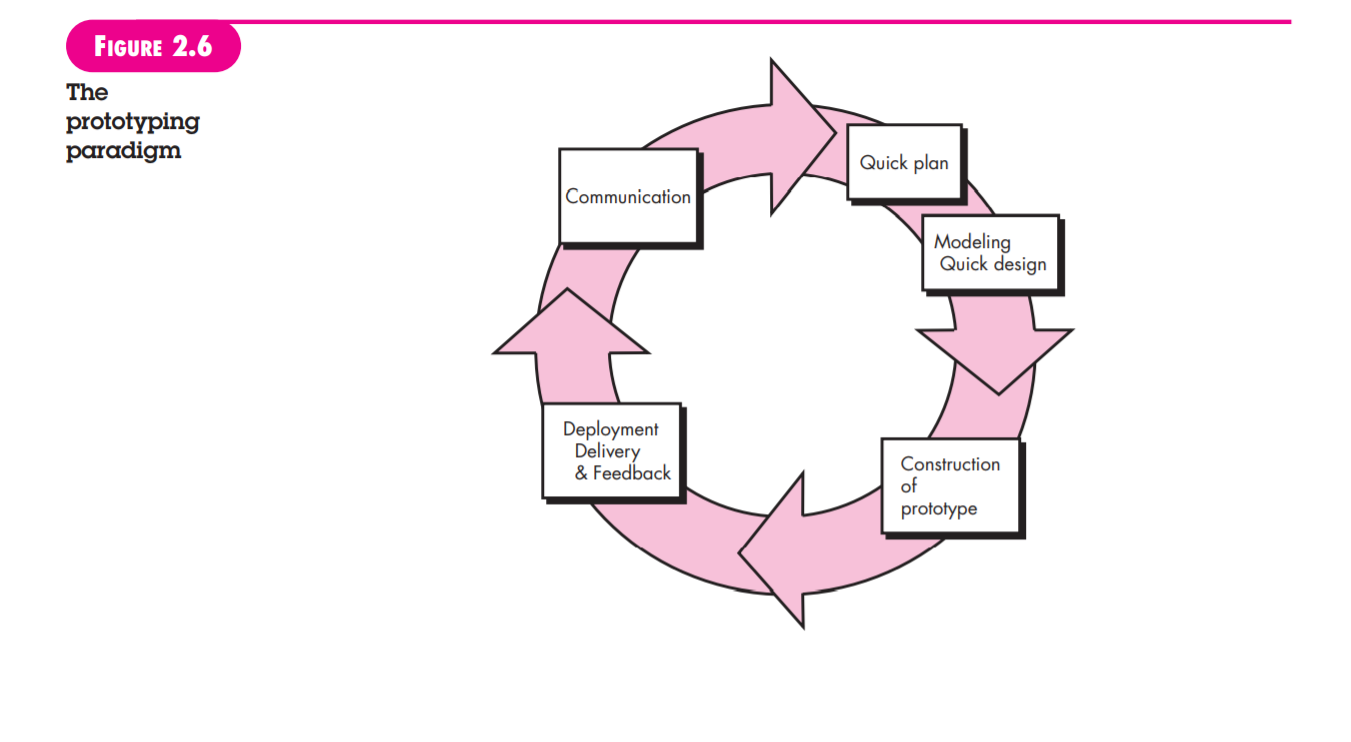 FIGURE 2.6
The
prototyping
paradigm
Communication
Quick plan
Modeling
Quick design
Construction
of
prototype
Deployment
Delivery
& Feedback